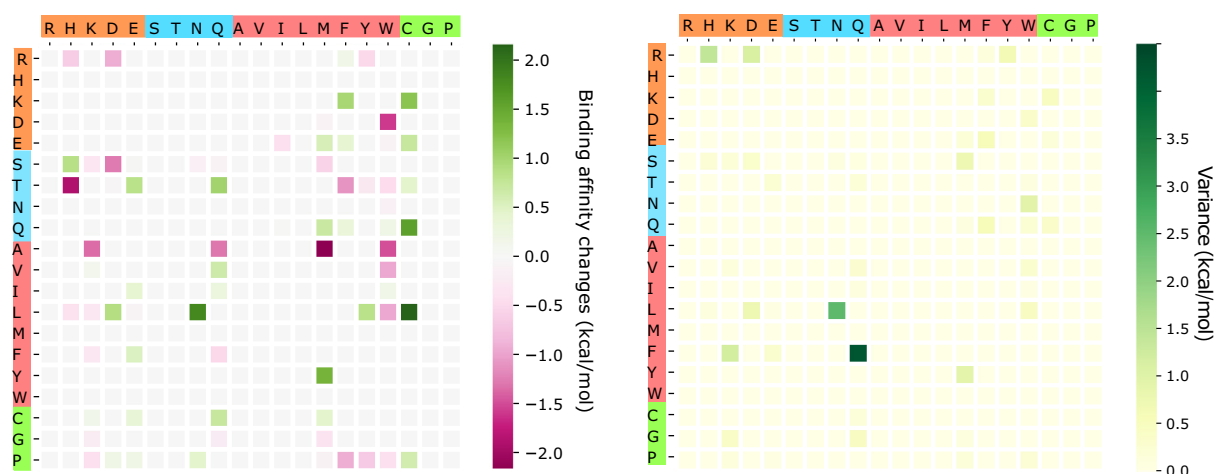 R H K D E S T N Q A V I L M F Y W C G P
R
H
K
D
E
S
T
N
Q
A
V
I
L
M
F
Y
W
C
G
P
2.0
1.5
1.0
0.5
0.0
−0.5
−1.0
−1.5
−2.0
Binding affinity changes (kcal/mol)
R H K D E S T N Q A V I L M F Y W C G P
R
H
K
D
E
S
T
N
Q
A
V
I
L
M
F
Y
W
C
G
P
3.5
3.0
2.5
2.0
1.5
1.0
0.5
0.0
Variance (kcal/mol)